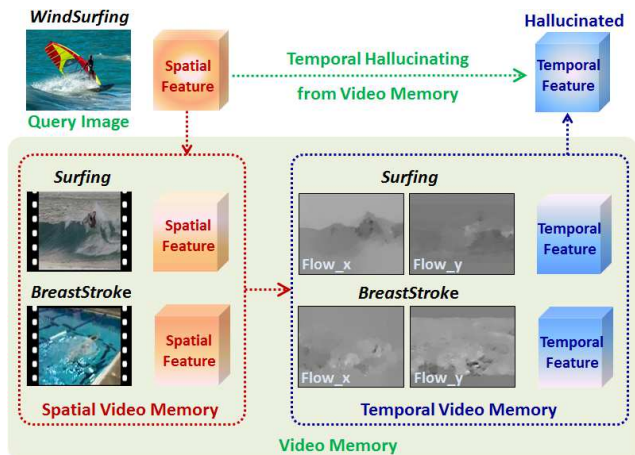 WindSurfing
Query Image
Spatial
Feature
Temporal Hallucinating
from Video Memory
Hallucinated
Temporal
Feature
Surfing
Spatial
Feature
BreastStroke
Spatial
Feature
Spatial Video Memory
Surfing
Flow_x
Flow_y
Temporal
Feature
BreastStroke
Flow_x
Flow_y
Temporal
Feature
Temporal Video Memory
Video Memory